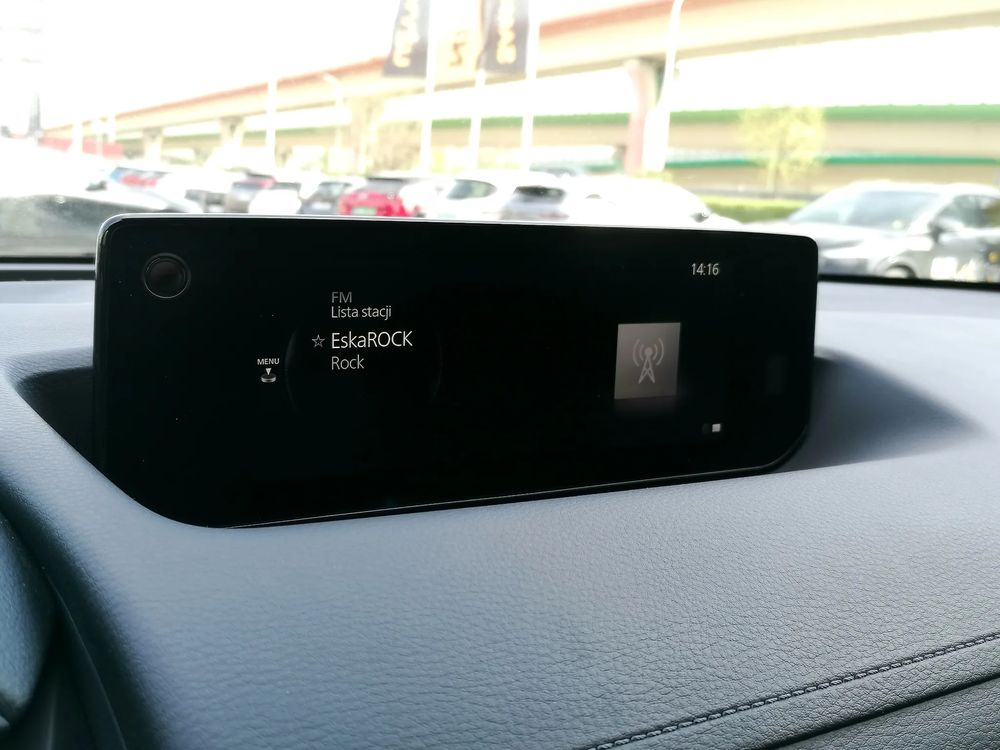 14:16
FM
Lista stacji
EskaROCK
Rock
MENU